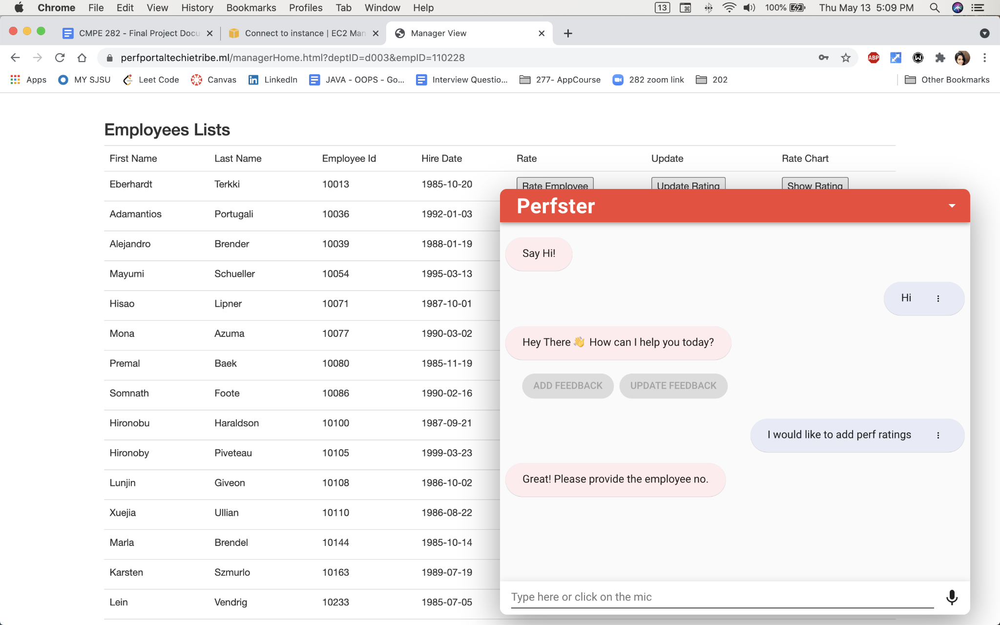 Chrome File Edit View History Bookmarks Profiles Tab Window Help 13 100% Thu May 13 5:09 PM
CMPE 282 - Final Project Docu Connect to instance | EC2 Man Manager View
perfportaltechietribe.ml/managerHome.html?deptID=d003&empID=110228 ABP
Apps MY SJSU Leet Code Canvas LinkedIn JAVA - OOPS - Go... Interview Questio... 277- AppCourse 282 zoom link 202 Other Bookmarks
Employees Lists
First Name Last Name Employee Id Hire Date Rate Update Rate Chart
Eberhardt Terkki 10013 1985-10-20 Rate Employee Update Rating Show Rating
Adamantios Portugali 10036 1992-01-03
Alejandro Brender 10039 1988-01-19
Mayumi Schueller 10054 1995-03-13
Hisao Lipner 10071 1987-10-01
Mona Azuma 10077 1990-03-02
Premal Baek 10080 1985-11-19
Somnath Foote 10086 1990-02-16
Hironobu Haraldson 10100 1987-09-21
Hironoby Piveteau 10105 1999-03-23
Lunjin Giveon 10108 1986-10-02
Xuejia Ullian 10110 1986-08-22
Marla Brendel 10144 1985-10-14
Karsten Szmurlo 10163 1989-07-19
Lein Vendrig 10233 1985-07-05
Perfster
Say Hi!
Hi
Hey There 👋 How can I help you today?
ADD FEEDBACK UPDATE FEEDBACK
I would like to add perf ratings
Great! Please provide the employee no.
Type here or click on the mic